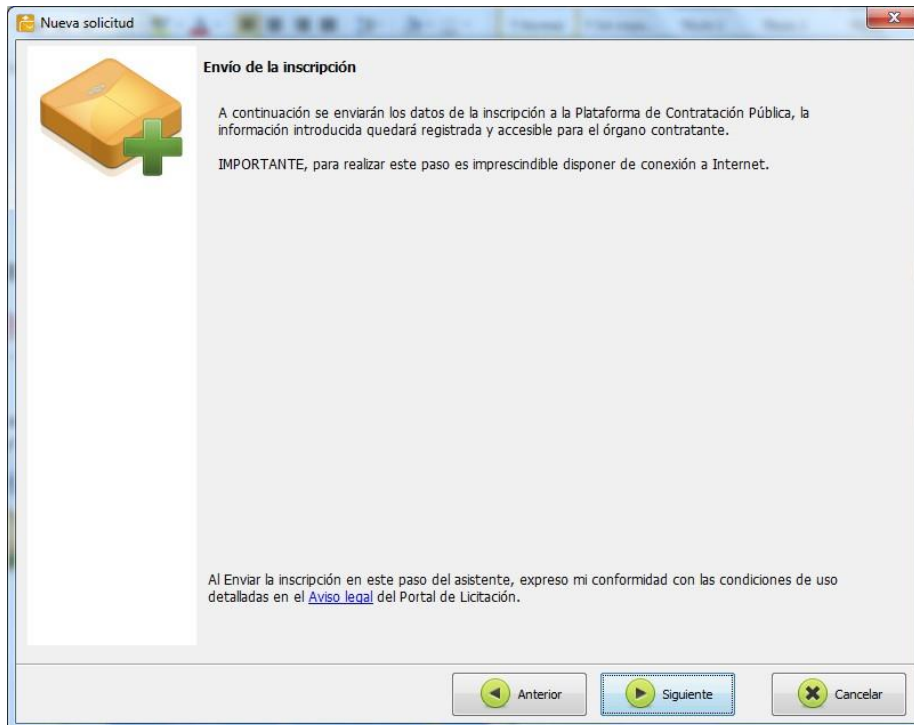 Nueva solicitud
Envío de la inscripción
A continuación se enviarán los datos de la inscripción a la Plataforma de Contratación Pública, la
información introducida quedará registrada y accesible para el órgano contratante.
IMPORTANTE, para realizar este paso es imprescindible disponer de conexión a Internet.
Al Enviar la inscripción en este paso del asistente, expreso mi conformidad con las condiciones de uso
detalladas en el Aviso legal del Portal de Licitación.
Anterior
Siguiente
Cancelar